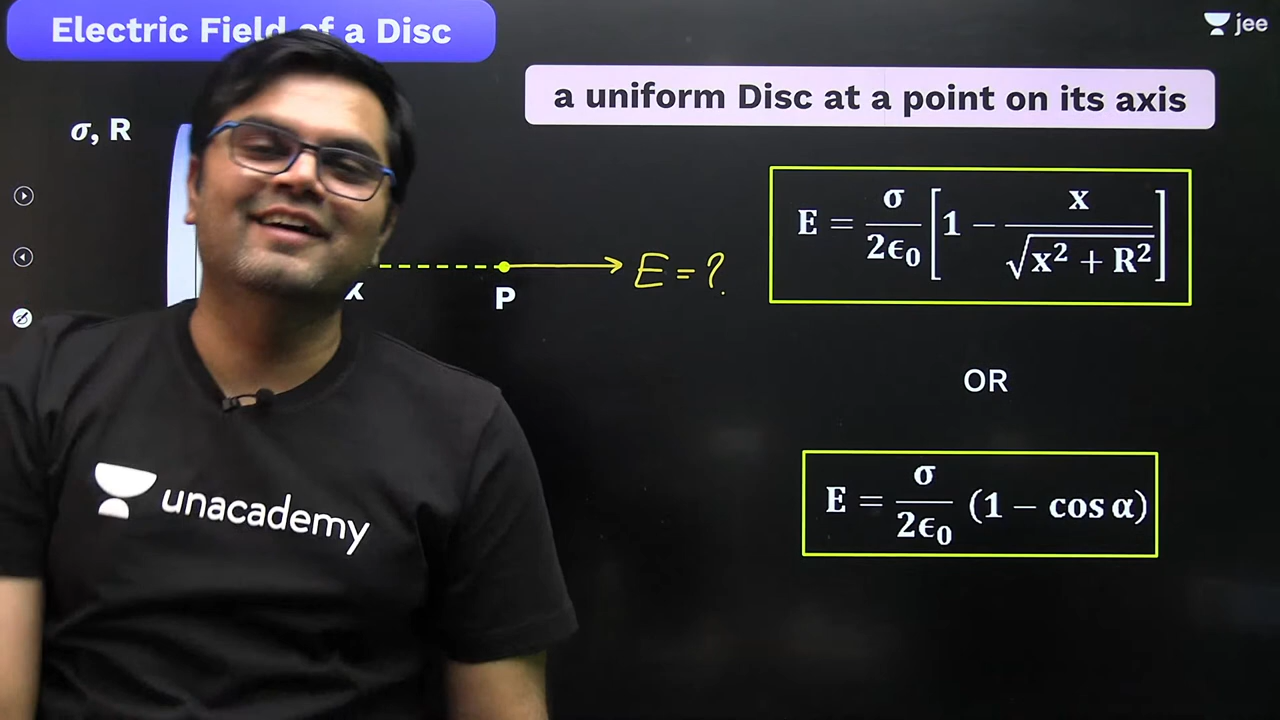 Electric Field of a Disc
jee
a uniform Disc at a point on its axis
σ, R
E = σ/2ϵ₀ [1 − x/√(x² + R²)]
E = ?
x
P
OR
E = σ/2ϵ₀ (1 − cos α)
unacademy